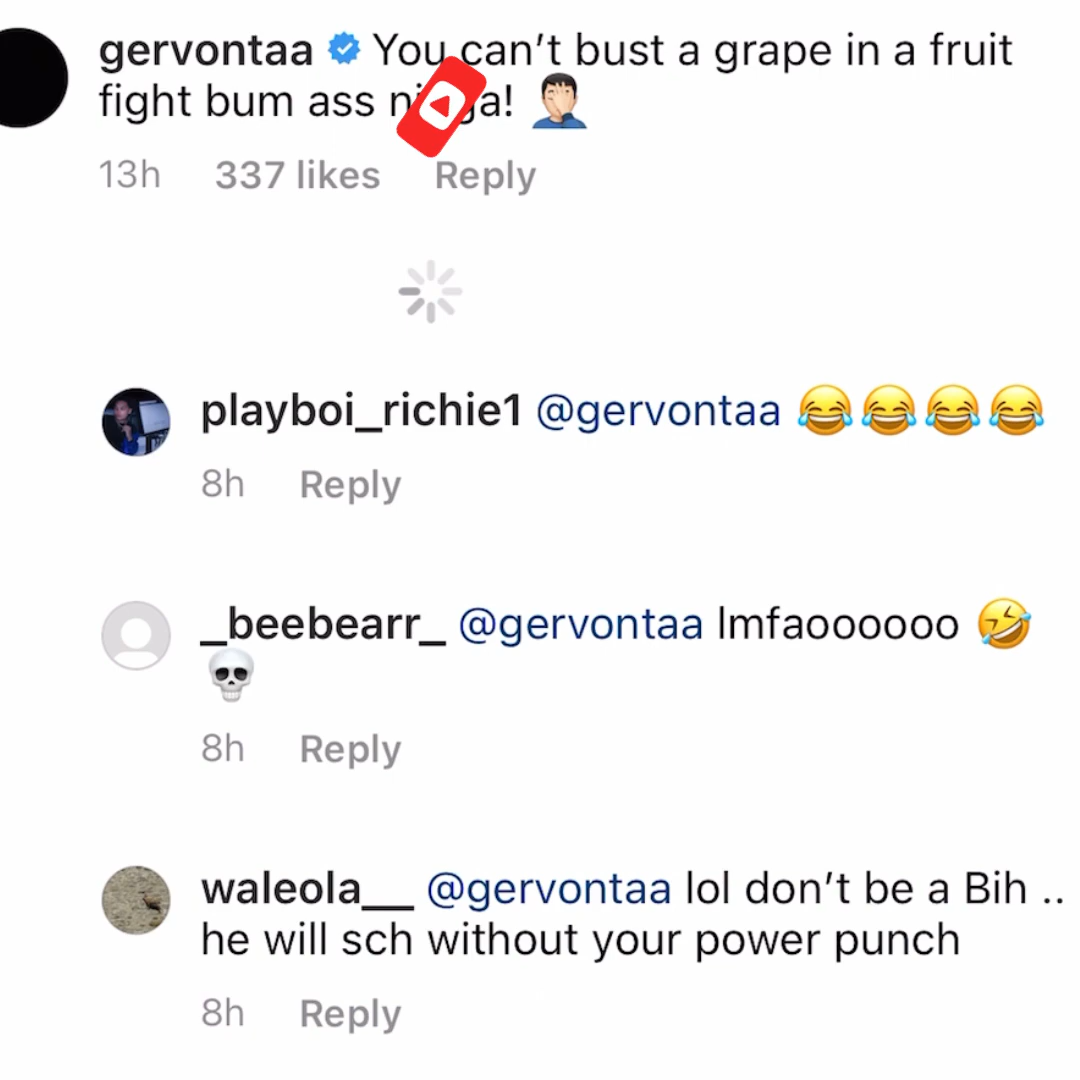 gervontaa You can't bust a grape in a fruit
fight bum ass ni ga!
13h 337 likes Reply
playboi_richie1 @gervontaa
8h Reply
_beebearr_ @gervontaa lmfaoooooo
8h Reply
waleola__ @gervontaa lol don't be a Bih ..
he will sch without your power punch
8h Reply